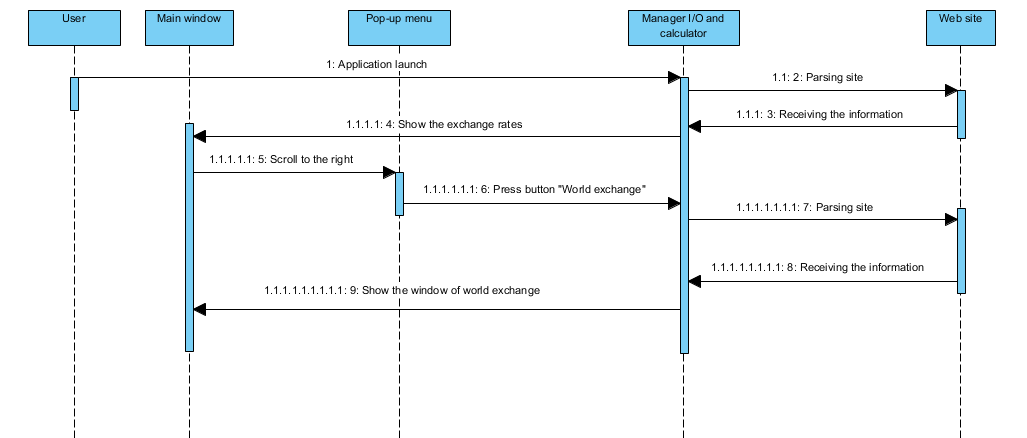 User
Main window
Pop-up menu
Manager I/O and
calculator
Web site
1: Application launch
1.1: 2: Parsing site
1.1.1: 3: Receiving the information
1.1.1.1: 4: Show the exchange rates
1.1.1.1.1: 5: Scroll to the right
1.1.1.1.1.1: 6: Press button "World exchange"
1.1.1.1.1.1.1: 7: Parsing site
1.1.1.1.1.1.1.1: 8: Receiving the information
1.1.1.1.1.1.1.1.1: 9: Show the window of world exchange